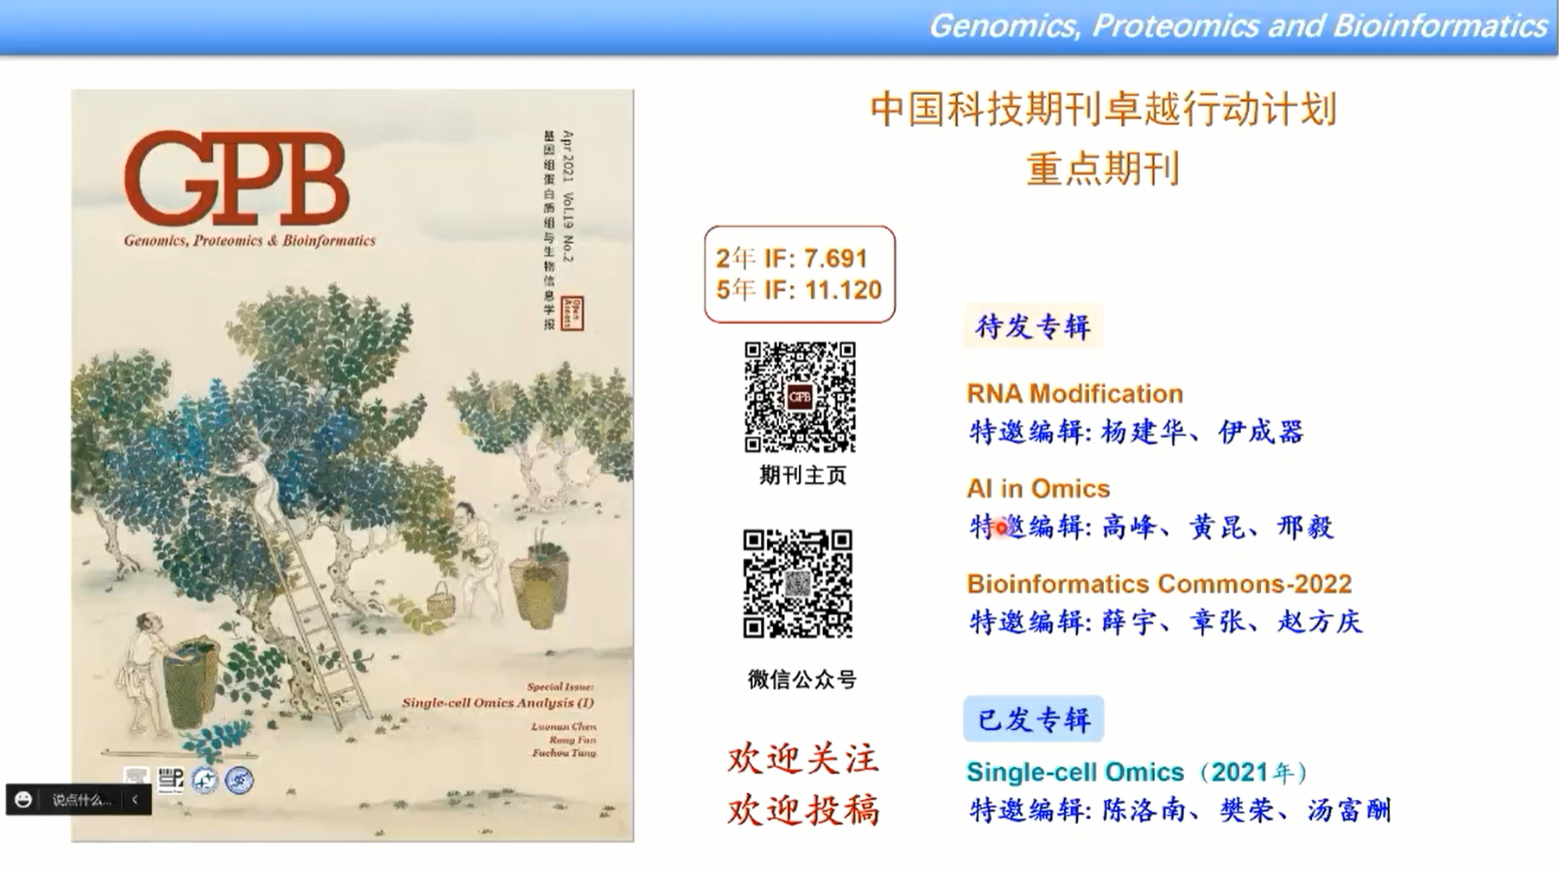 Genomics, Proteomics and Bioinformatics
GPB
Genomics, Proteomics & Bioinformatics
Apr 2021 Vol.19 No.2
基因组蛋白质组与生物信息学报
Open Access
Special Issue:
Single-cell Omics Analysis (I)
Luonan Chen
Rong Fan
Fuchou Tang
说点什么...
中国科技期刊卓越行动计划
重点期刊
2年 IF: 7.691
5年 IF: 11.120
GPB
期刊主页
微信公众号
欢迎关注
欢迎投稿
待发专辑
RNA Modification
特邀编辑: 杨建华、伊成器
AI in Omics
特邀编辑: 高峰、黄昆、邢毅
Bioinformatics Commons-2022
特邀编辑: 薛宇、章张、赵方庆
已发专辑
Single-cell Omics（2021年）
特邀编辑: 陈洛南、樊荣、汤富酬